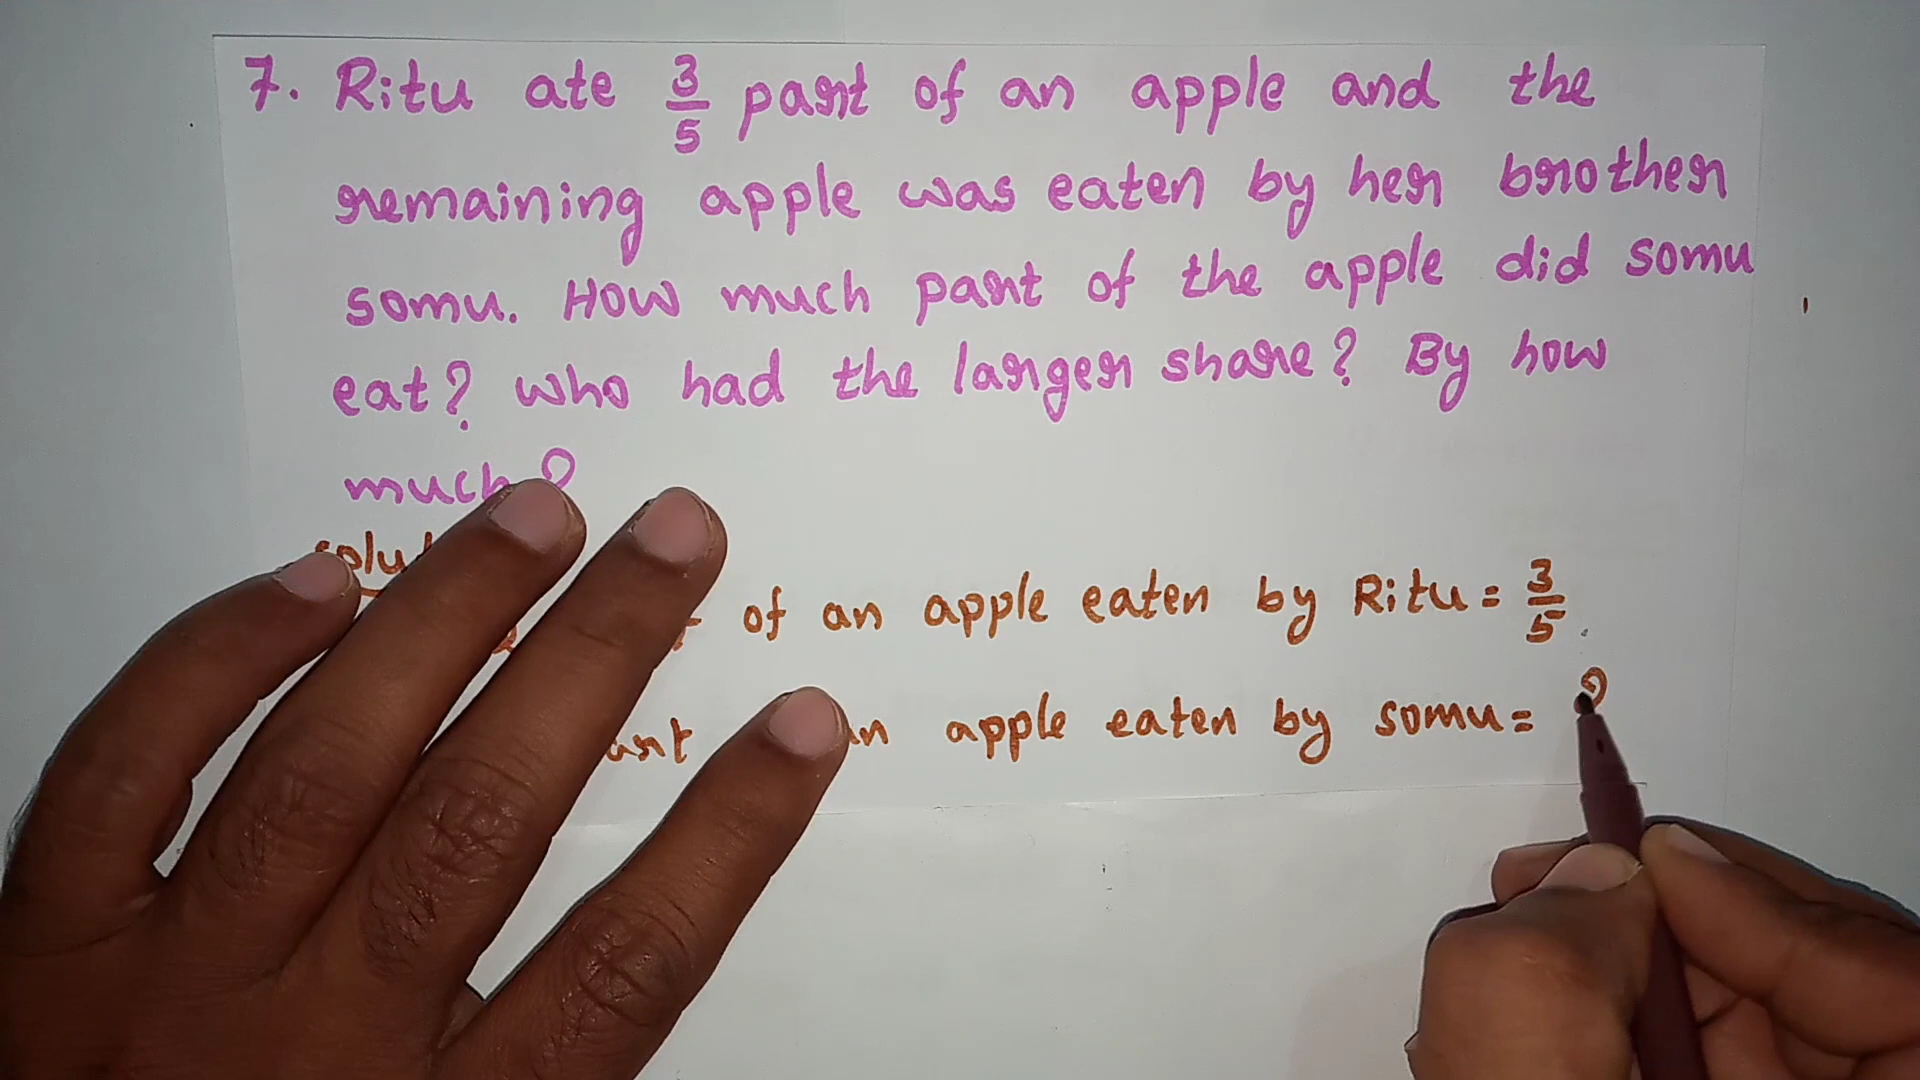 7. Ritu ate 3/5 part of an apple and the
remaining apple was eaten by her brother
somu. How much part of the apple did somu
eat? who had the larger share? By how
much?
of an apple eaten by Ritu = 3/5
apple eaten by somu = ?